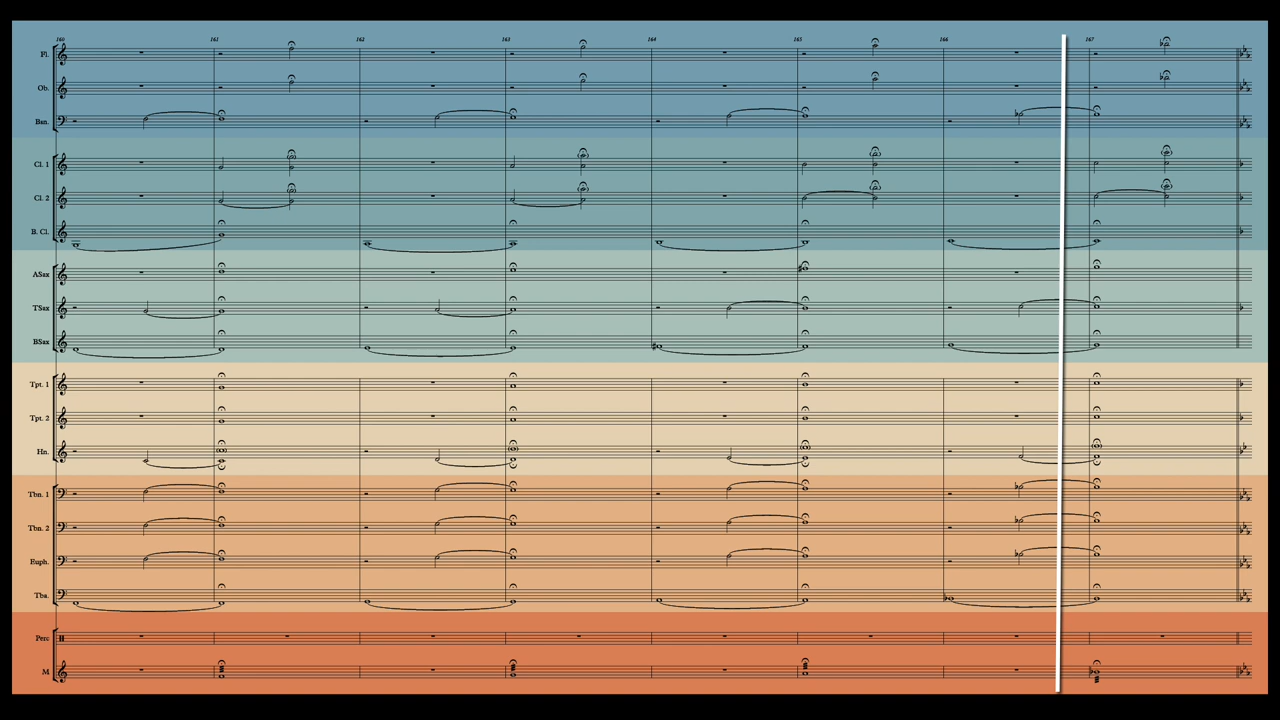 160 161 162 163 164 165 166 167
Fl.
Ob.
Bsn.
Cl. 1
Cl. 2
B. Cl.
ASax
TSax
BSax
Tpt. 1
Tpt. 2
Hn.
Tbn. 1
Tbn. 2
Euph.
Tba.
Perc
M